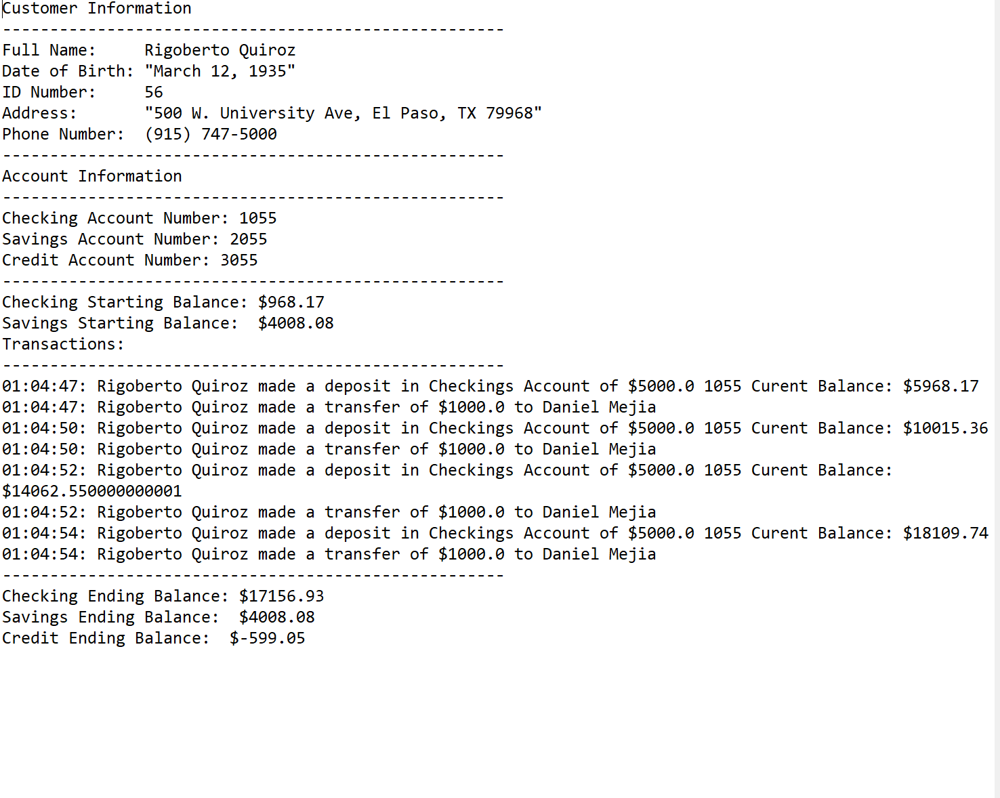 Customer Information
-----------------------------------------------------
Full Name:     Rigoberto Quiroz
Date of Birth: "March 12, 1935"
ID Number:     56
Address:       "500 W. University Ave, El Paso, TX 79968"
Phone Number:  (915) 747-5000
-----------------------------------------------------
Account Information
-----------------------------------------------------
Checking Account Number: 1055
Savings Account Number: 2055
Credit Account Number: 3055
-----------------------------------------------------
Checking Starting Balance: $968.17
Savings Starting Balance:  $4008.08
Transactions:
-----------------------------------------------------
01:04:47: Rigoberto Quiroz made a deposit in Checkings Account of $5000.0 1055 Curent Balance: $5968.17
01:04:47: Rigoberto Quiroz made a transfer of $1000.0 to Daniel Mejia
01:04:50: Rigoberto Quiroz made a deposit in Checkings Account of $5000.0 1055 Curent Balance: $10015.36
01:04:50: Rigoberto Quiroz made a transfer of $1000.0 to Daniel Mejia
01:04:52: Rigoberto Quiroz made a deposit in Checkings Account of $5000.0 1055 Curent Balance:
$14062.550000000001
01:04:52: Rigoberto Quiroz made a transfer of $1000.0 to Daniel Mejia
01:04:54: Rigoberto Quiroz made a deposit in Checkings Account of $5000.0 1055 Curent Balance: $18109.74
01:04:54: Rigoberto Quiroz made a transfer of $1000.0 to Daniel Mejia
-----------------------------------------------------
Checking Ending Balance: $17156.93
Savings Ending Balance:  $4008.08
Credit Ending Balance:  $-599.05